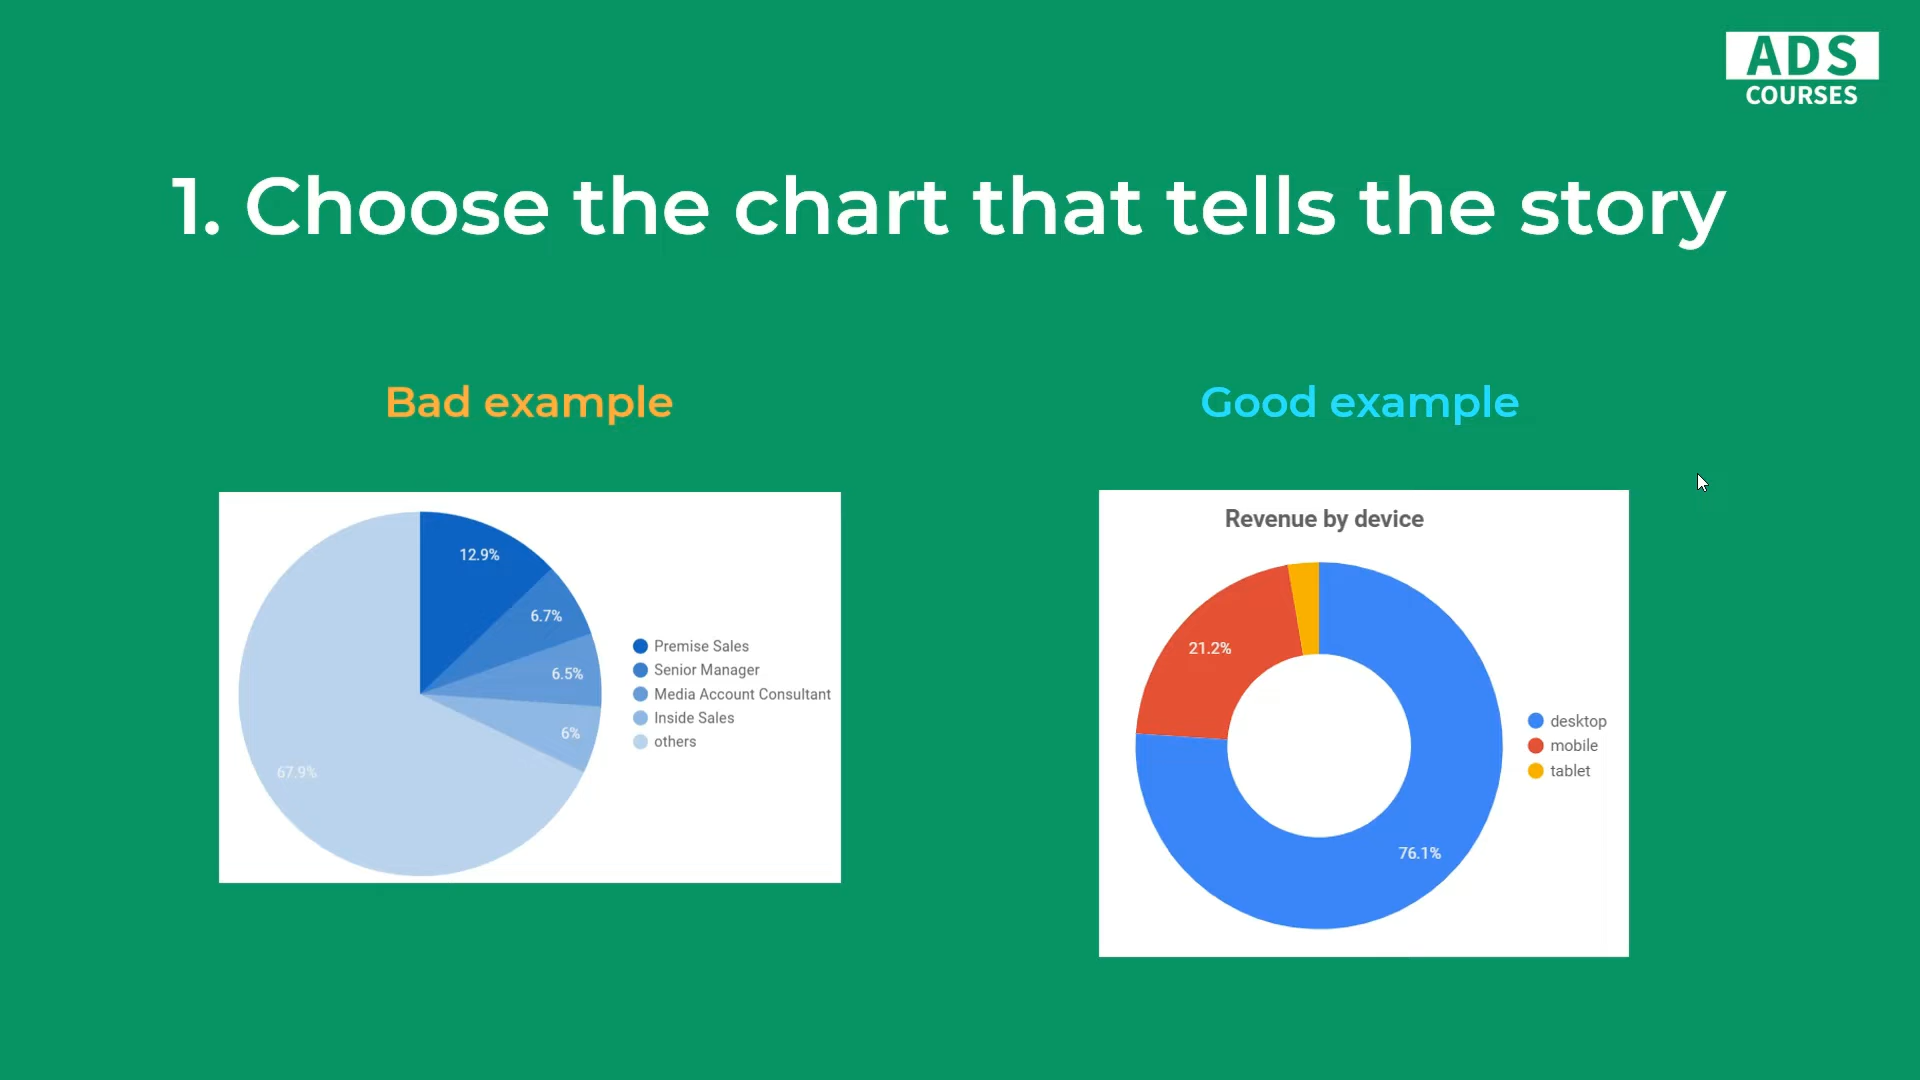 ADS
COURSES
1. Choose the chart that tells the story
Bad example
12.9%
6.7%
6.5%
6%
67.9%
Premise Sales
Senior Manager
Media Account Consultant
Inside Sales
others
Good example
Revenue by device
21.2%
76.1%
desktop
mobile
tablet